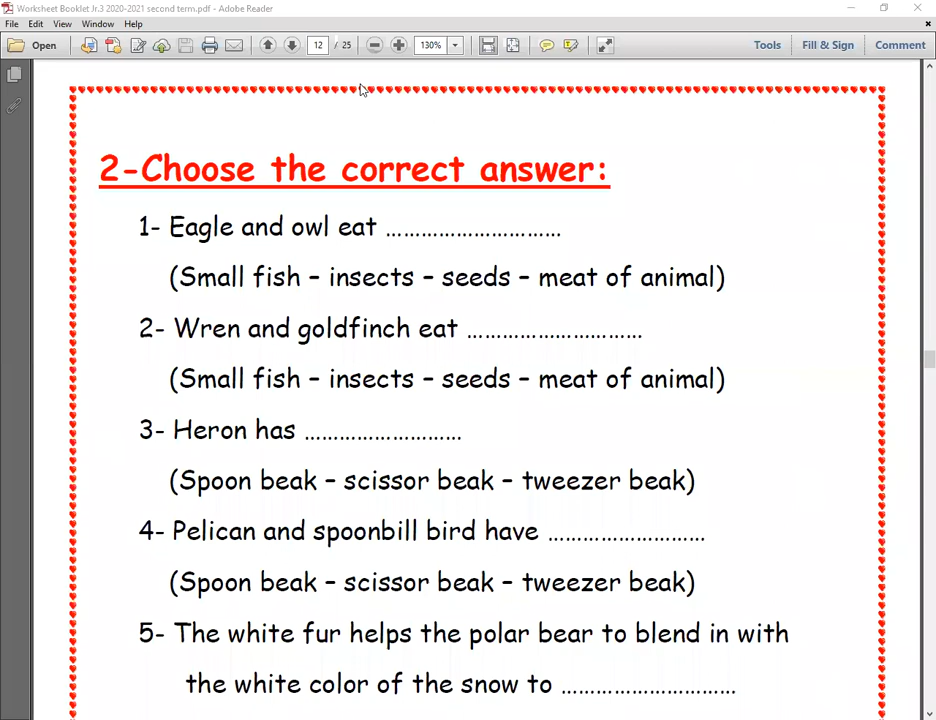 Worksheet Booklet Jr.3 2020-2021 second term.pdf - Adobe Reader
File Edit View Window Help
Open 12 / 25 130% Tools Fill & Sign Comment
2-Choose the correct answer:
1- Eagle and owl eat ……………………………
(Small fish – insects – seeds – meat of animal)
2- Wren and goldfinch eat ……………………………
(Small fish – insects – seeds – meat of animal)
3- Heron has ……………………………
(Spoon beak – scissor beak – tweezer beak)
4- Pelican and spoonbill bird have ……………………………
(Spoon beak – scissor beak – tweezer beak)
5- The white fur helps the polar bear to blend in with
the white color of the snow to ……………………………